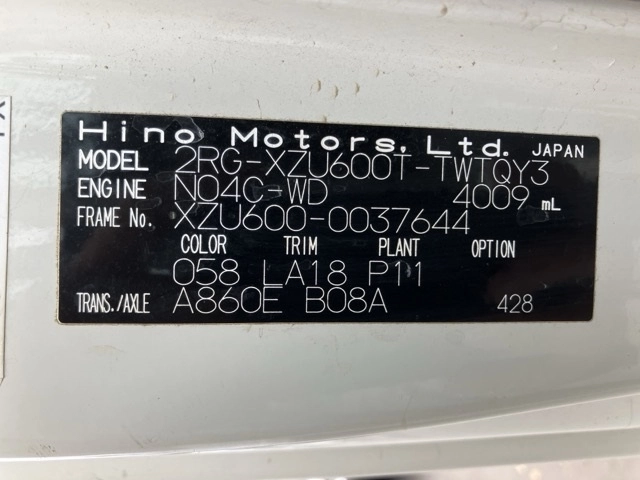 Hino Motors, Ltd. JAPAN
MODEL 2RG-XZU600T-TWTQY3
ENGINE N04C-WD 4009 mL
FRAME No. XZU600-0037644
COLOR TRIM PLANT OPTION
058 LA18 P11
TRANS./AXLE A860E B08A 428